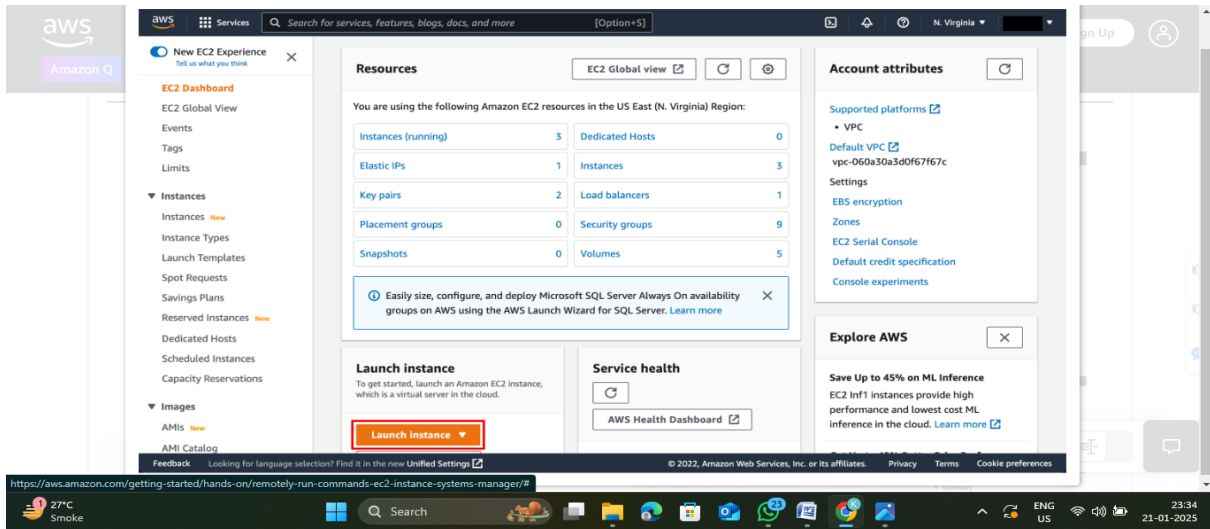 aws
Amazon Q
gn Up
aws
Services
Search for services, features, blogs, docs, and more
[Option+S]
N. Virginia
New EC2 Experience
Tell us what you think
EC2 Dashboard
EC2 Global View
Events
Tags
Limits
Instances
Instances New
Instance Types
Launch Templates
Spot Requests
Savings Plans
Reserved Instances New
Dedicated Hosts
Scheduled Instances
Capacity Reservations
Images
AMIs New
AMI Catalog
Resources
EC2 Global view
You are using the following Amazon EC2 resources in the US East (N. Virginia) Region:
Instances (running) 3
Dedicated Hosts 0
Elastic IPs 1
Instances 3
Key pairs 2
Load balancers 1
Placement groups 0
Security groups 9
Snapshots 0
Volumes 5
Easily size, configure, and deploy Microsoft SQL Server Always On availability
groups on AWS using the AWS Launch Wizard for SQL Server. Learn more
Launch instance
To get started, launch an Amazon EC2 instance,
which is a virtual server in the cloud.
Launch instance
Service health
AWS Health Dashboard
Account attributes
Supported platforms
• VPC
Default VPC
vpc-060a30a3d0f67f67c
Settings
EBS encryption
Zones
EC2 Serial Console
Default credit specification
Console experiments
Explore AWS
Save Up to 45% on ML Inference
EC2 Inf1 instances provide high
performance and lowest cost ML
inference in the cloud. Learn more
Feedback
Looking for language selection? Find it in the new Unified Settings
© 2022, Amazon Web Services, Inc. or its affiliates.
Privacy
Terms
Cookie preferences
https://aws.amazon.com/getting-started/hands-on/remotely-run-commands-ec2-instance-systems-manager/#
1
27°C
Smoke
Search
23
ENG
US
23:34
21-01-2025